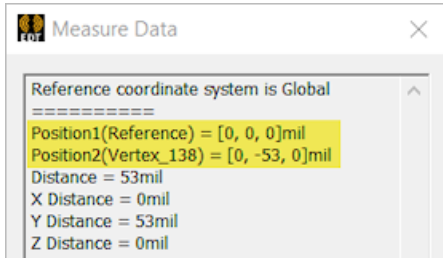 EDT Measure Data
Reference coordinate system is Global
==========
Position1(Reference) = [0, 0, 0]mil
Position2(Vertex_138) = [0, -53, 0]mil
Distance = 53mil
X Distance = 0mil
Y Distance = 53mil
Z Distance = 0mil